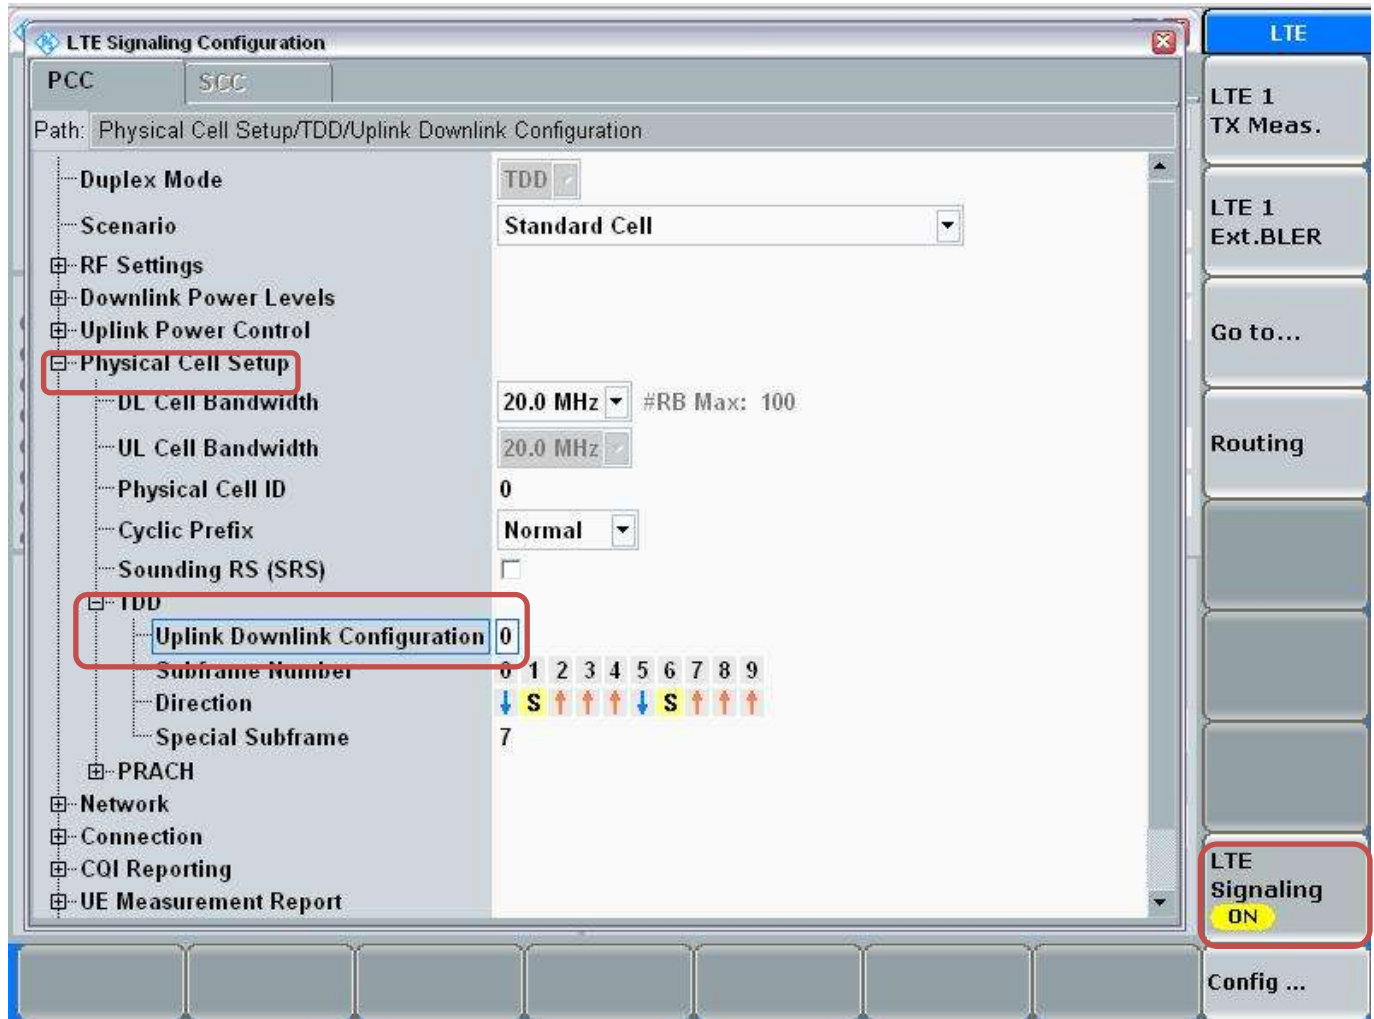 LTE Signaling Configuration
LTE
PCC SCC
Path: Physical Cell Setup/TDD/Uplink Downlink Configuration
Duplex Mode TDD
Scenario Standard Cell
RF Settings
Downlink Power Levels
Uplink Power Control
Physical Cell Setup
DL Cell Bandwidth 20.0 MHz #RB Max: 100
UL Cell Bandwidth 20.0 MHz
Physical Cell ID 0
Cyclic Prefix Normal
Sounding RS (SRS)
TDD
Uplink Downlink Configuration 0
Subframe Number 0 1 2 3 4 5 6 7 8 9
Direction ↓ S ↑ ↑ ↑ ↓ S ↑ ↑ ↑
Special Subframe 7
PRACH
Network
Connection
CQI Reporting
UE Measurement Report
LTE 1
TX Meas.
LTE 1
Ext.BLER
Go to...
Routing
LTE
Signaling
ON
Config ...